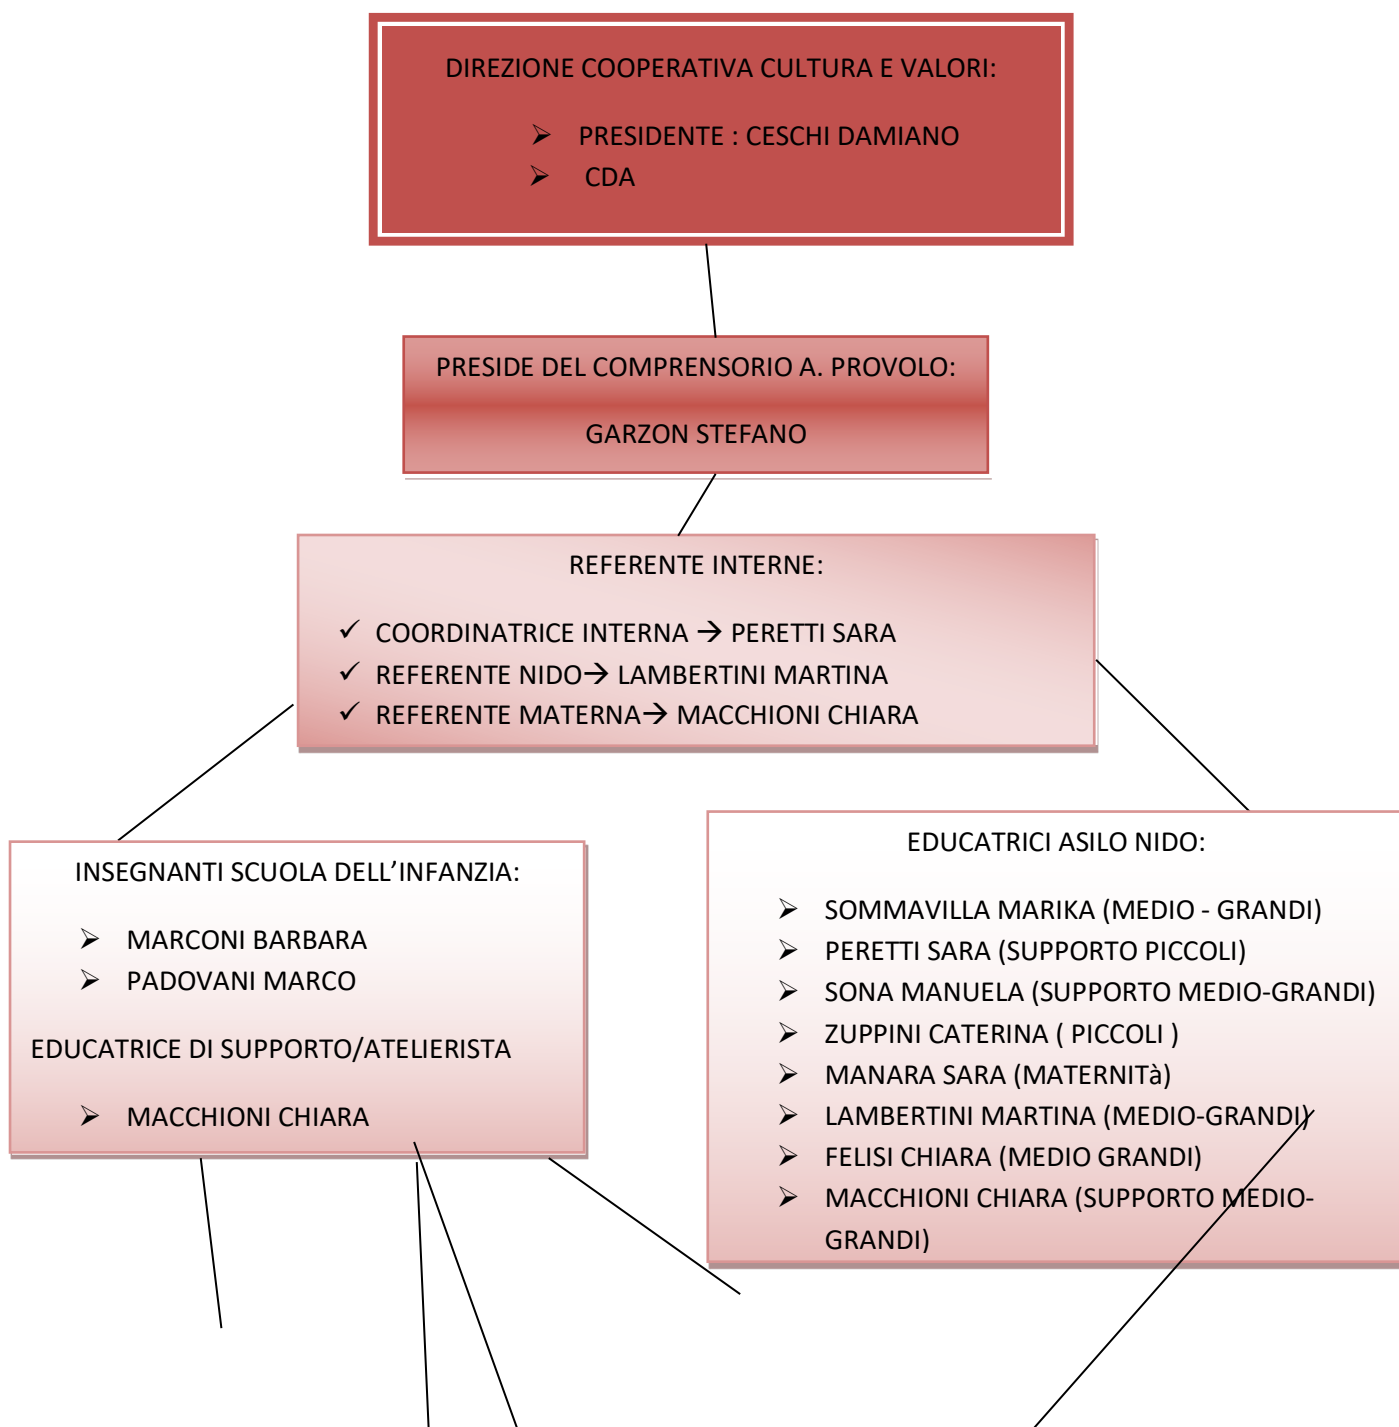 DIREZIONE COOPERATIVA CULTURA E VALORI:
➢ PRESIDENTE : CESCHI DAMIANO
➢ CDA
PRESIDE DEL COMPRENSORIO A. PROVOLO:
GARZON STEFANO
REFERENTE INTERNE:
✓ COORDINATRICE INTERNA → PERETTI SARA
✓ REFERENTE NIDO→ LAMBERTINI MARTINA
✓ REFERENTE MATERNA→ MACCHIONI CHIARA
INSEGNANTI SCUOLA DELL’INFANZIA:
➢ MARCONI BARBARA
➢ PADOVANI MARCO
EDUCATRICE DI SUPPORTO/ATELIERISTA
➢ MACCHIONI CHIARA
EDUCATRICI ASILO NIDO:
➢ SOMMAVILLA MARIKA (MEDIO - GRANDI)
➢ PERETTI SARA (SUPPORTO PICCOLI)
➢ SONA MANUELA (SUPPORTO MEDIO-GRANDI)
➢ ZUPPINI CATERINA ( PICCOLI )
➢ MANARA SARA (MATERNITà)
➢ LAMBERTINI MARTINA (MEDIO-GRANDI)
➢ FELISI CHIARA (MEDIO GRANDI)
➢ MACCHIONI CHIARA (SUPPORTO MEDIO-
GRANDI)